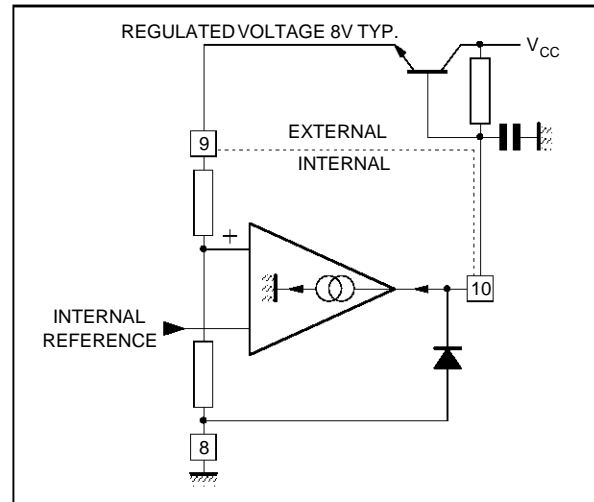 REGULATED VOLTAGE 8V TYP.
VCC
EXTERNAL
9
INTERNAL
+
10
INTERNAL
REFERENCE
8